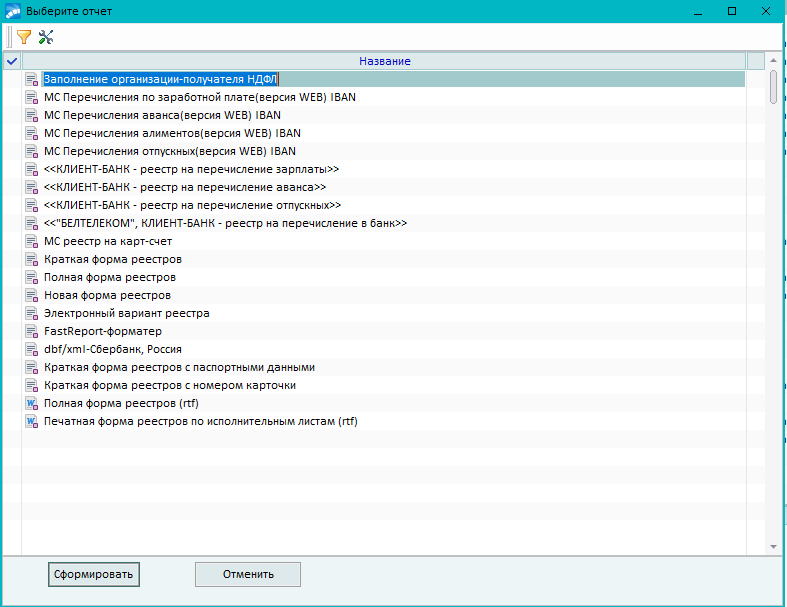 Выберите отчет
Название
Заполнение организации-получателя НДФЛ
МС Перечисления по заработной плате(версия WEB) IBAN
МС Перечисления аванса(версия WEB) IBAN
МС Перечисления алиментов(версия WEB) IBAN
МС Перечисления отпускных(версия WEB) IBAN
<<КЛИЕНТ-БАНК - реестр на перечисление зарплаты>>
<<КЛИЕНТ-БАНК - реестр на перечисление аванса>>
<<КЛИЕНТ-БАНК - реестр на перечисление отпускных>>
<<"БЕЛТЕЛЕКОМ", КЛИЕНТ-БАНК - реестр на перечисление в банк>>
МС реестр на карт-счет
Краткая форма реестров
Полная форма реестров
Новая форма реестров
Электронный вариант реестра
FastReport-форматер
dbf/xml-Сбербанк, Россия
Краткая форма реестров с паспортными данными
Краткая форма реестров с номером карточки
Полная форма реестров (rtf)
Печатная форма реестров по исполнительным листам (rtf)
Сформировать
Отменить